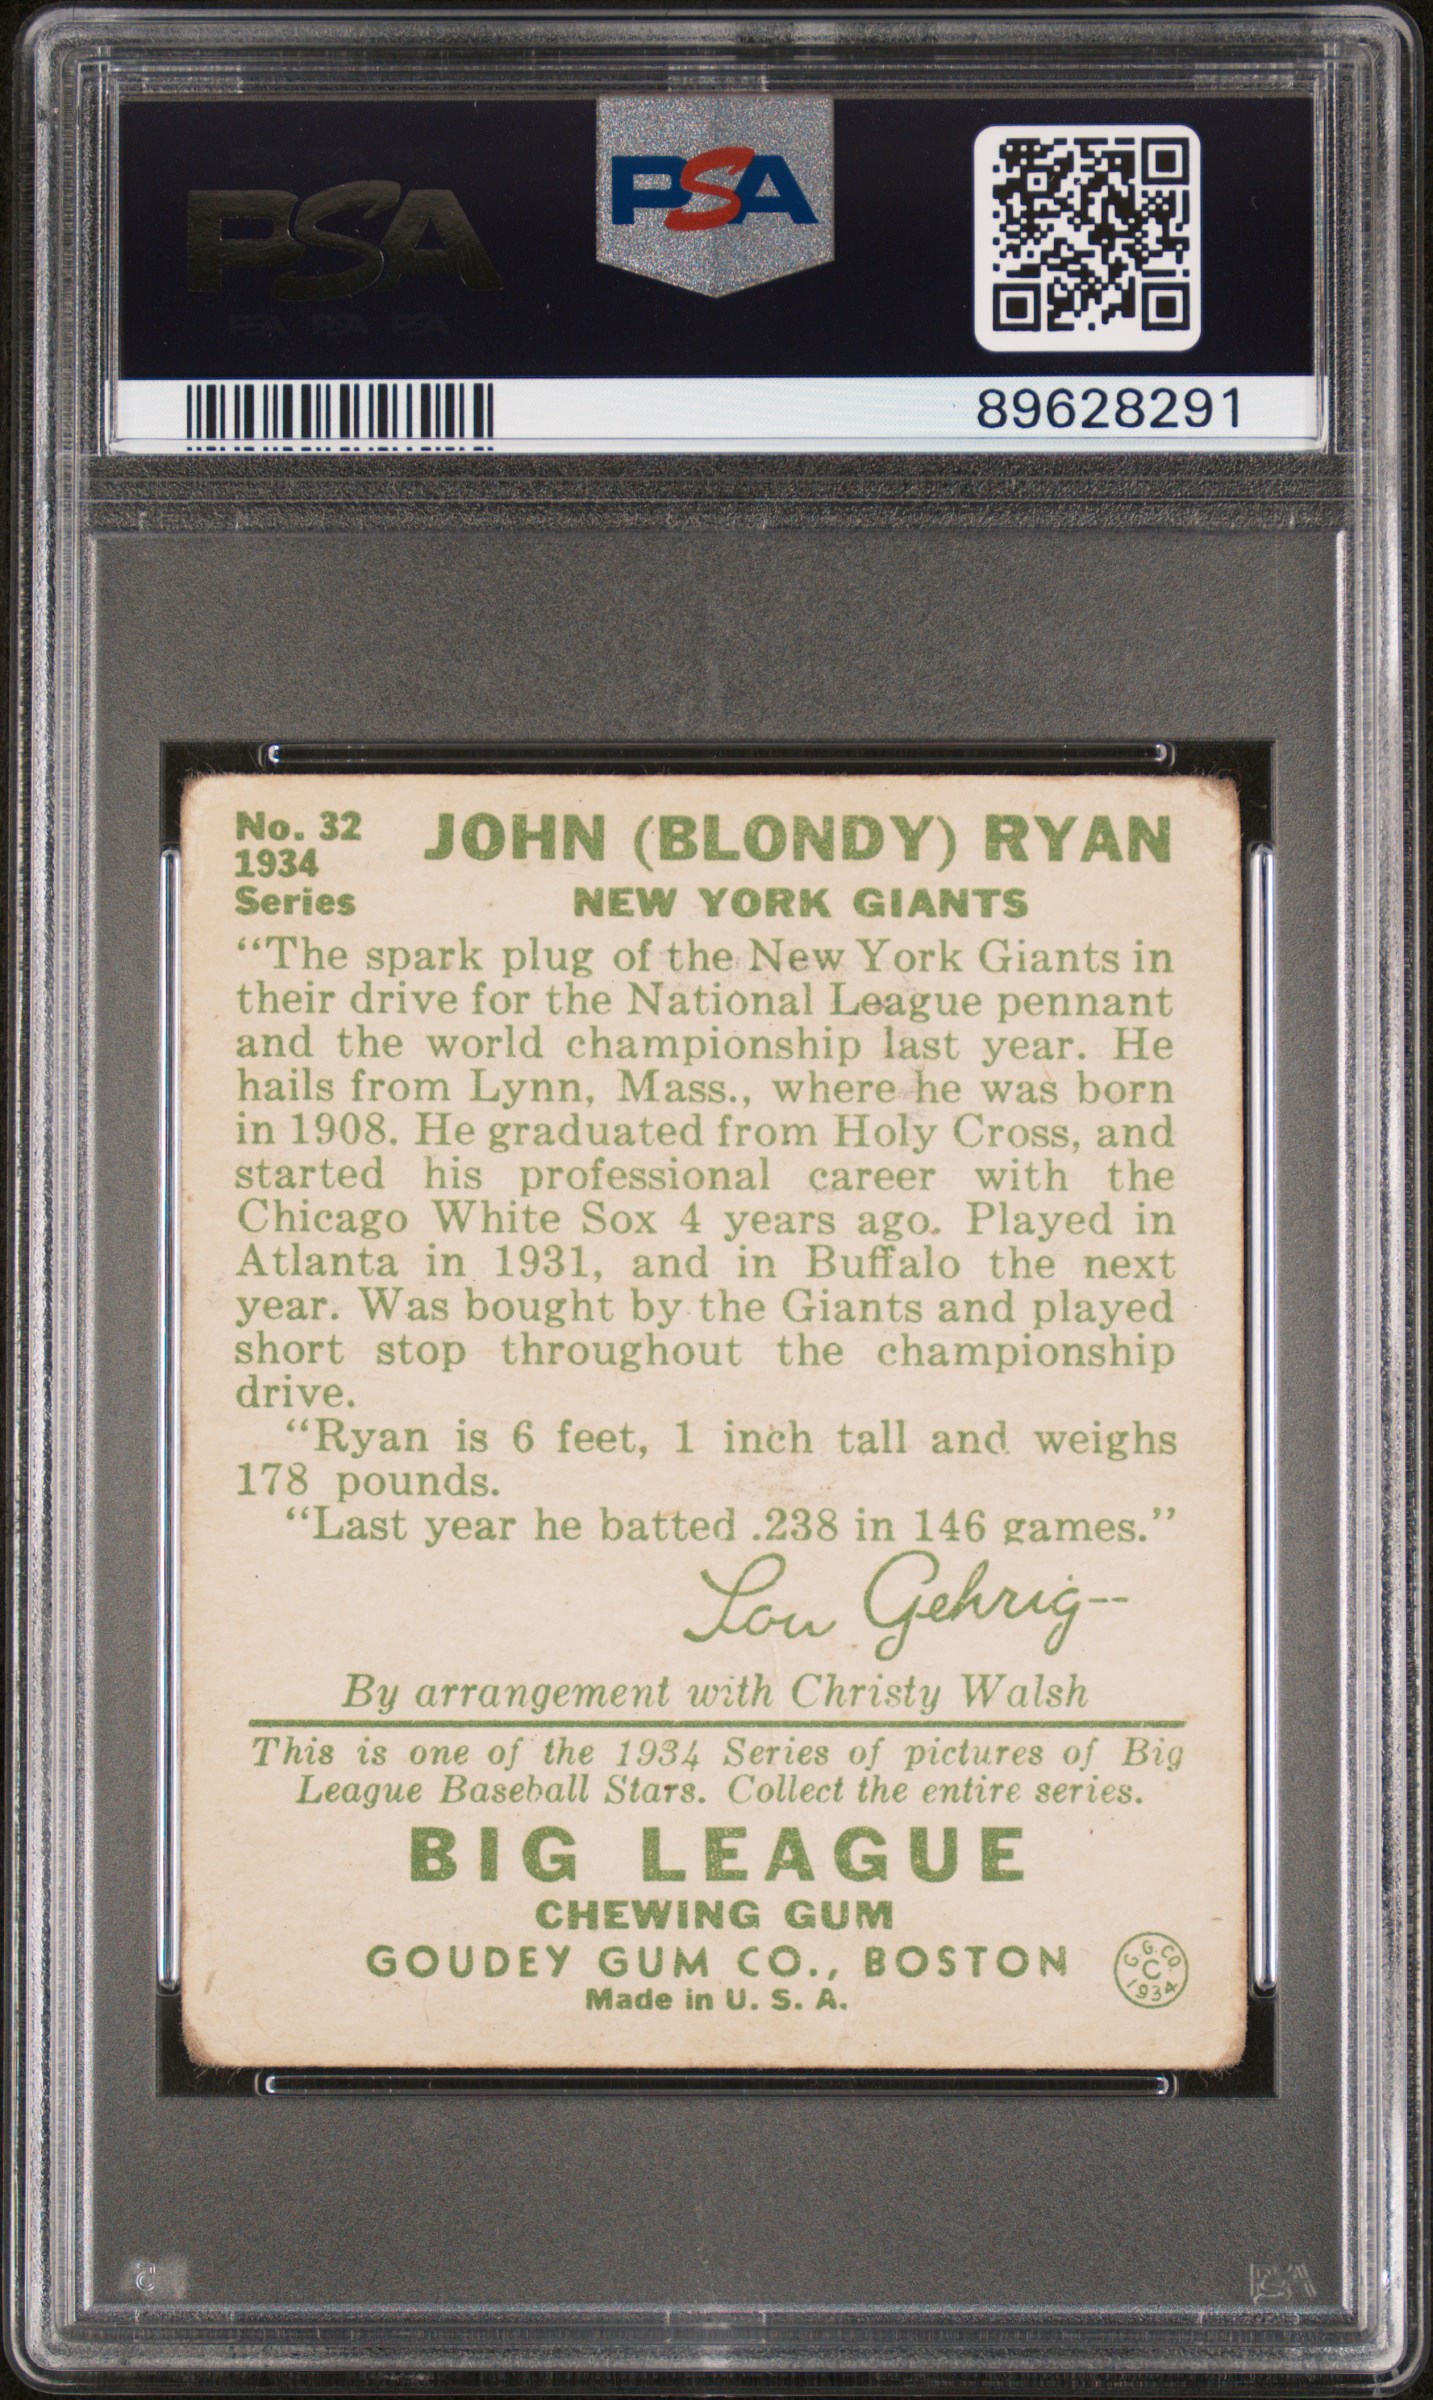 PSA
PSA
89628291
No. 32
1934
Series
JOHN (BLONDY) RYAN
NEW YORK GIANTS
“The spark plug of the New York Giants in
their drive for the National League pennant
and the world championship last year. He
hails from Lynn, Mass., where he was born
in 1908. He graduated from Holy Cross, and
started his professional career with the
Chicago White Sox 4 years ago. Played in
Atlanta in 1931, and in Buffalo the next
year. Was bought by the Giants and played
short stop throughout the championship
drive.
“Ryan is 6 feet, 1 inch tall and weighs
178 pounds.
“Last year he batted .238 in 146 games.”
Lou Gehrig--
By arrangement with Christy Walsh
This is one of the 1934 Series of pictures of Big
League Baseball Stars. Collect the entire series.
BIG LEAGUE
CHEWING GUM
GOUDEY GUM CO., BOSTON
Made in U. S. A.
G. G. CO.
C
1934